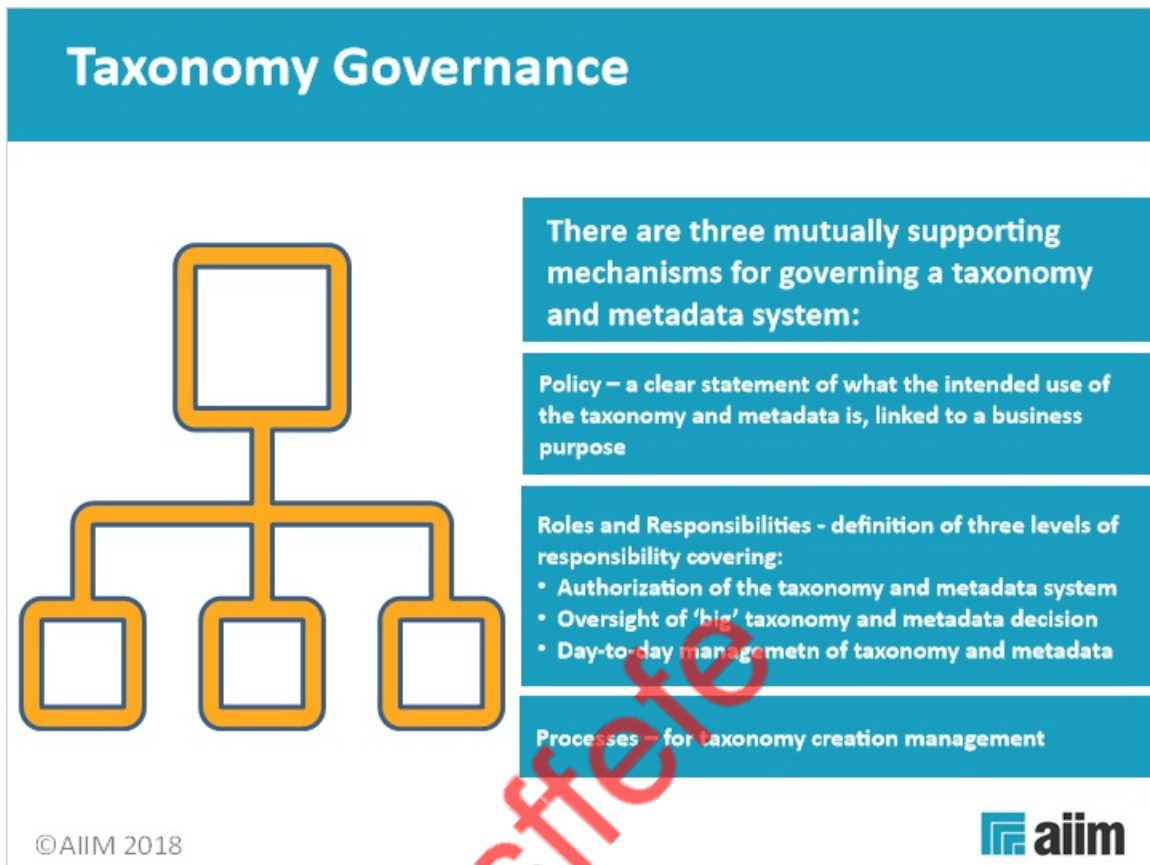 Taxonomy Governance
There are three mutually supporting
mechanisms for governing a taxonomy
and metadata system:
Policy – a clear statement of what the intended use of
the taxonomy and metadata is, linked to a business
purpose
Roles and Responsibilities - definition of three levels of
responsibility covering:
• Authorization of the taxonomy and metadata system
• Oversight of ‘big’ taxonomy and metadata decision
• Day-to-day managemetn of taxonomy and metadata
Processes – for taxonomy creation management
©AIIM 2018
aiim